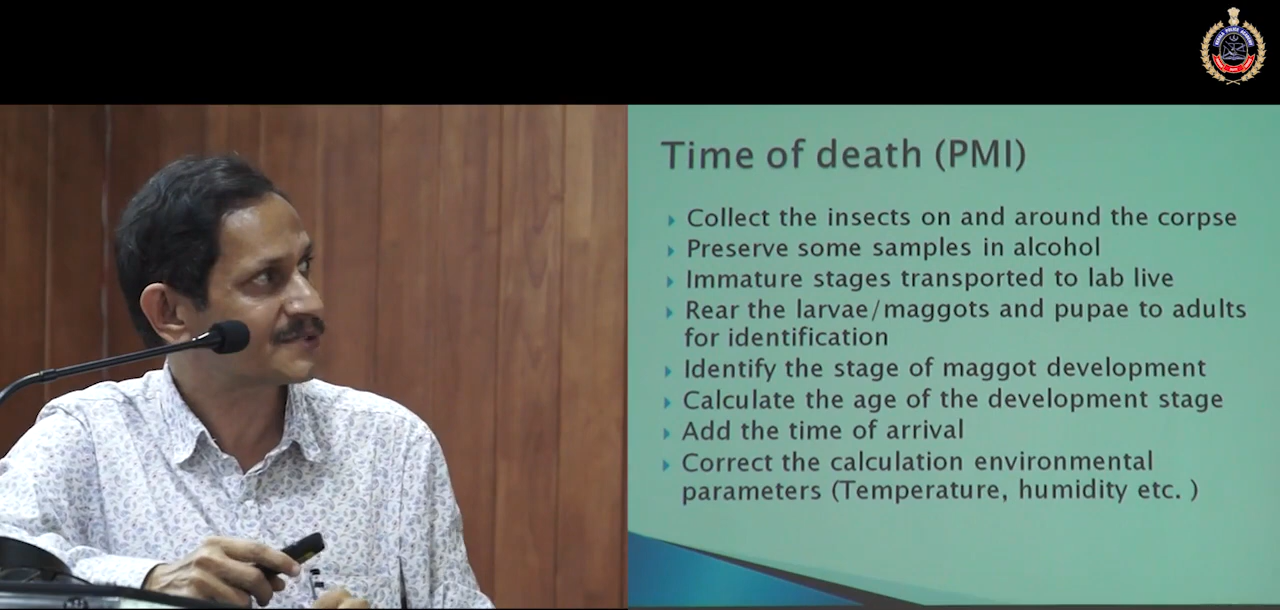 KERALA POLICE ACADEMY
Time of death (PMI)
Collect the insects on and around the corpse
Preserve some samples in alcohol
Immature stages transported to lab live
Rear the larvae/maggots and pupae to adults
for identification
Identify the stage of maggot development
Calculate the age of the development stage
Add the time of arrival
Correct the calculation environmental
parameters (Temperature, humidity etc. )